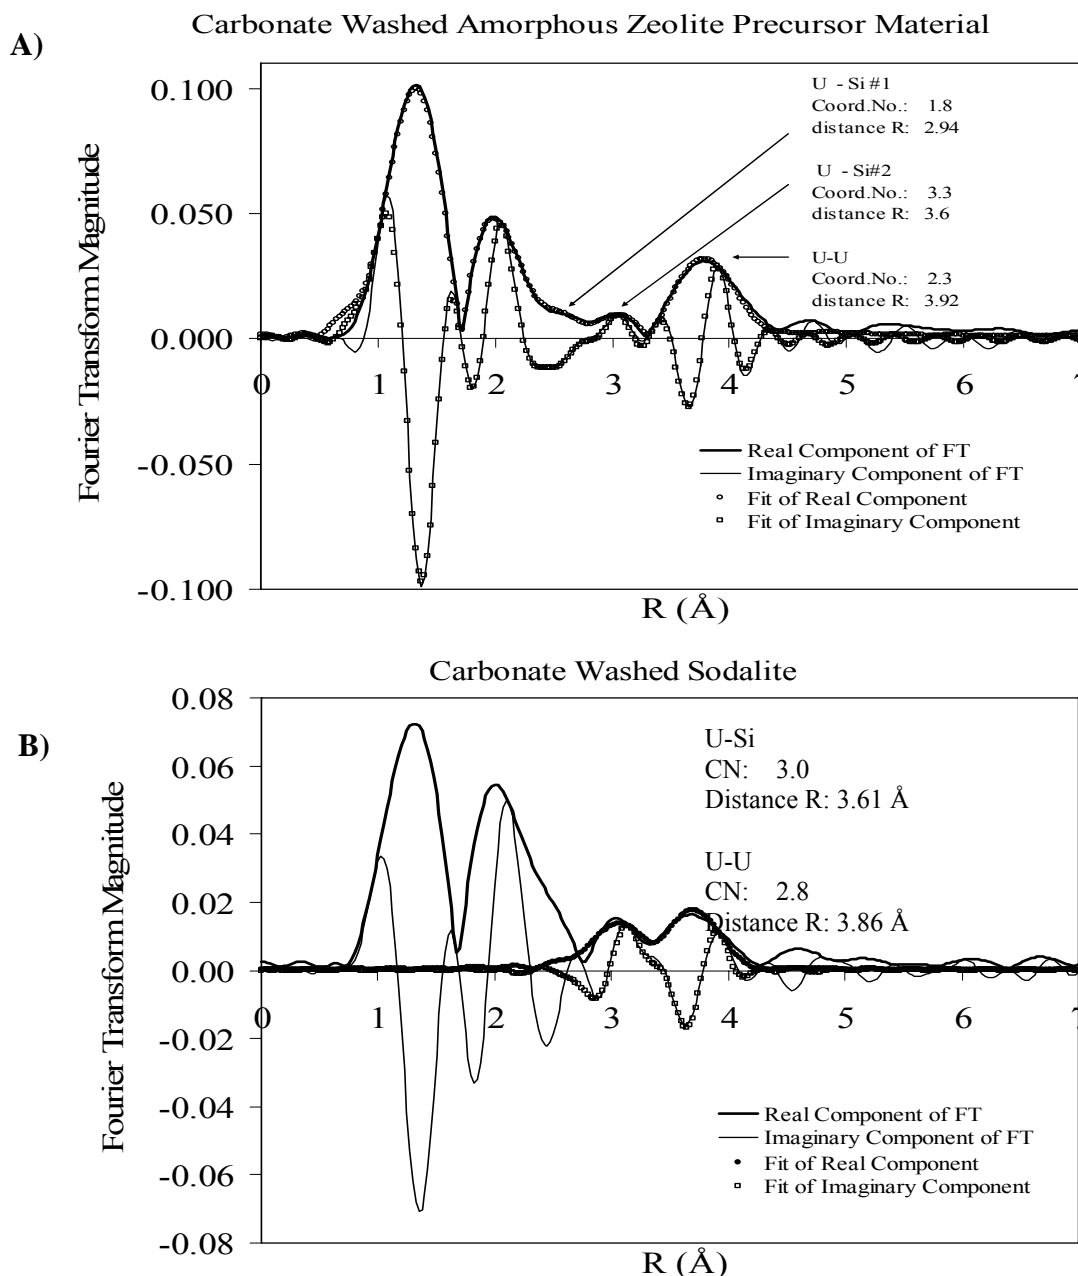 Carbonate Washed Amorphous Zeolite Precursor Material
A)
Fourier Transform Magnitude
0.100
0.050
0.000
-0.050
-0.100
0 1 2 3 4 5 6 7
R (Å)
U - Si #1
Coord.No.: 1.8
distance R: 2.94
U - Si#2
Coord.No.: 3.3
distance R: 3.6
U-U
Coord.No.: 2.3
distance R: 3.92
Real Component of FT
Imaginary Component of FT
Fit of Real Component
Fit of Imaginary Component
Carbonate Washed Sodalite
B)
Fourier Transform Magnitude
0.08
0.06
0.04
0.02
0.00
-0.02
-0.04
-0.06
-0.08
0 1 2 3 4 5 6 7
R (Å)
U-Si
CN: 3.0
Distance R: 3.61 Å
U-U
CN: 2.8
Distance R: 3.86 Å
Real Component of FT
Imaginary Component of FT
Fit of Real Component
Fit of Imaginary Component